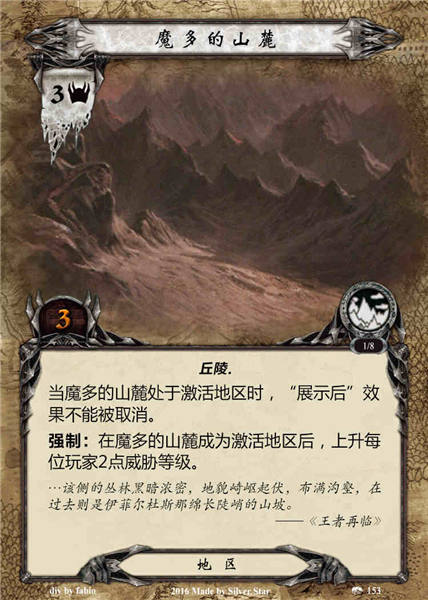 魔多的山麓
3
3
1/8
丘陵.
当魔多的山麓处于激活地区时，“展示后”效
果不能被取消。
强制：在魔多的山麓成为激活地区后，上升每
位玩家2点威胁等级。
…该侧的丛林黑暗浓密，地貌崎岖起伏，布满沟壑，在
过去则是伊菲尔杜斯那绵长陡峭的山坡。
——《王者再临》
地区
diy by fabio
2016 Made by Silver.Star
153